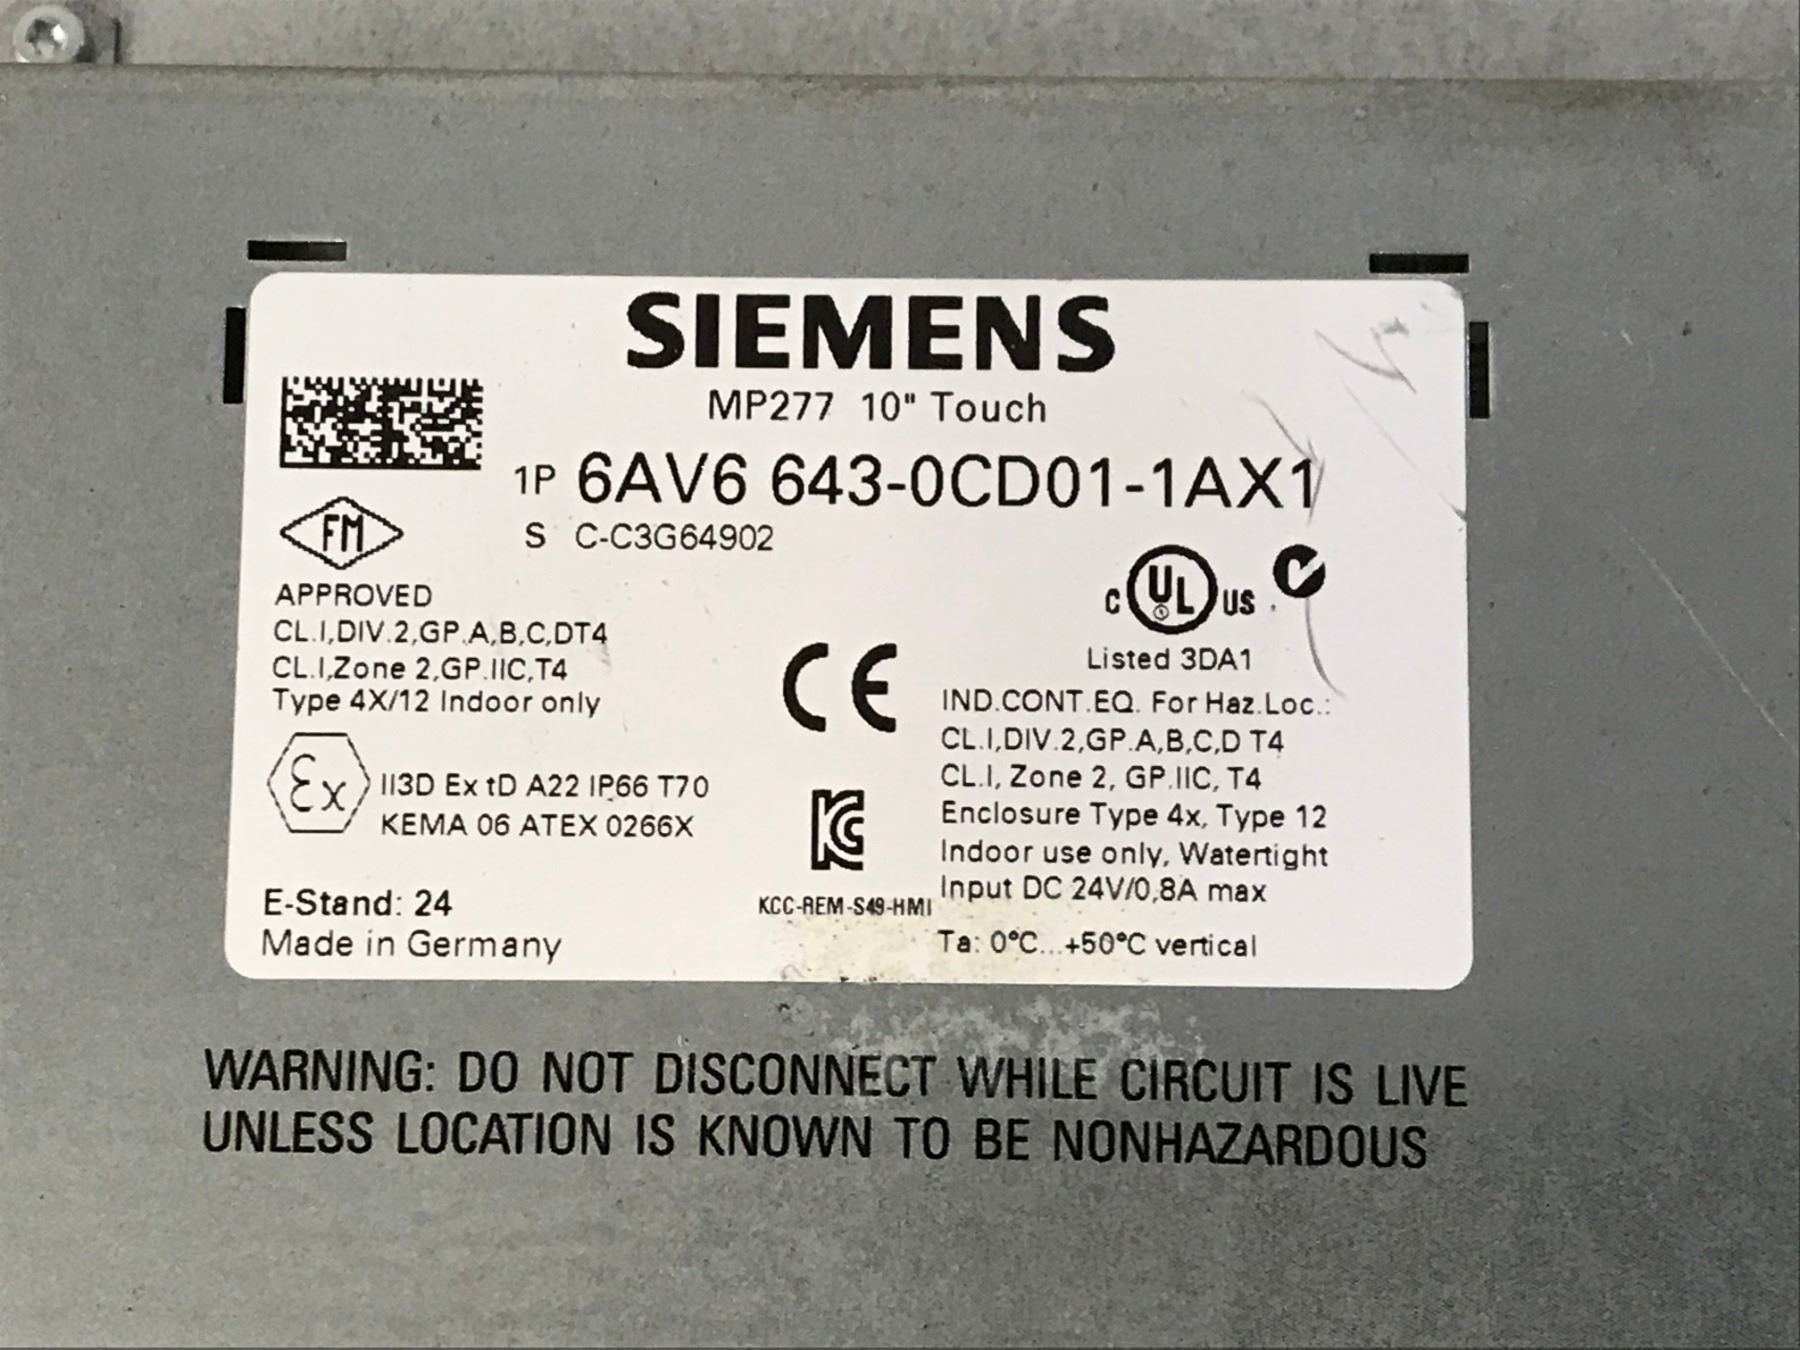 SIEMENS
MP277 10" Touch
1P 6AV6 643-0CD01-1AX1
S C-C3G64902
FM
APPROVED
CL.I,DIV.2,GP.A,B,C,DT4
CL.I,Zone 2,GP.IIC,T4
Type 4X/12 Indoor only
Ex II3D Ex tD A22 IP66 T70
KEMA 06 ATEX 0266X
E-Stand: 24
Made in Germany
CE
KC
KCC-REM-S49-HMI
C UL US
Listed 3DA1
IND.CONT.EQ. For Haz.Loc.:
CL.I,DIV.2,GP.A,B,C,D T4
CL.I, Zone 2, GP.IIC, T4
Enclosure Type 4x, Type 12
Indoor use only, Watertight
Input DC 24V/0,8A max
Ta: 0°C...+50°C vertical
WARNING: DO NOT DISCONNECT WHILE CIRCUIT IS LIVE
UNLESS LOCATION IS KNOWN TO BE NONHAZARDOUS